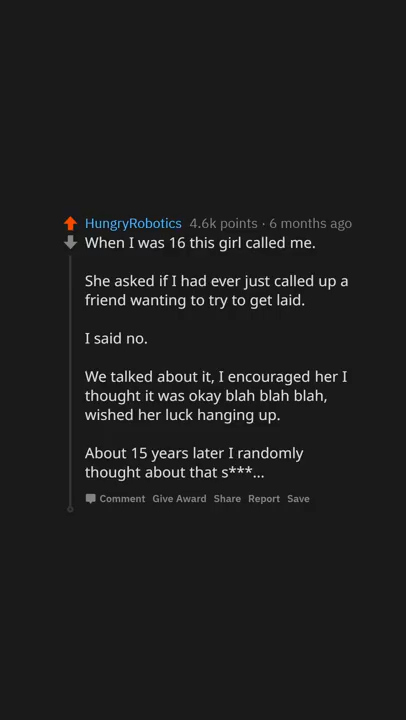 HungryRobotics 4.6k points · 6 months ago
When I was 16 this girl called me.
She asked if I had ever just called up a
friend wanting to try to get laid.
I said no.
We talked about it, I encouraged her I
thought it was okay blah blah blah,
wished her luck hanging up.
About 15 years later I randomly
thought about that s***...
Comment Give Award Share Report Save